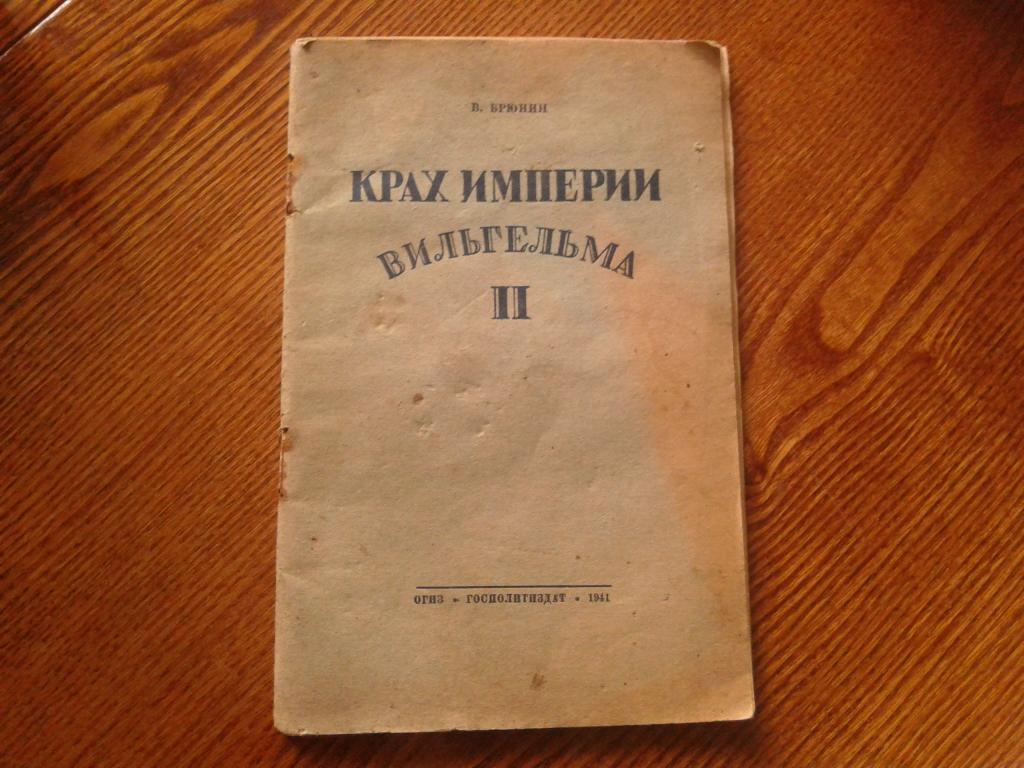 В. БРЮНИН
КРАХ ИМПЕРИИ
ВИЛЬГЕЛЬМА
II
ОГИЗ • ГОСПОЛИТИЗДАТ • 1941